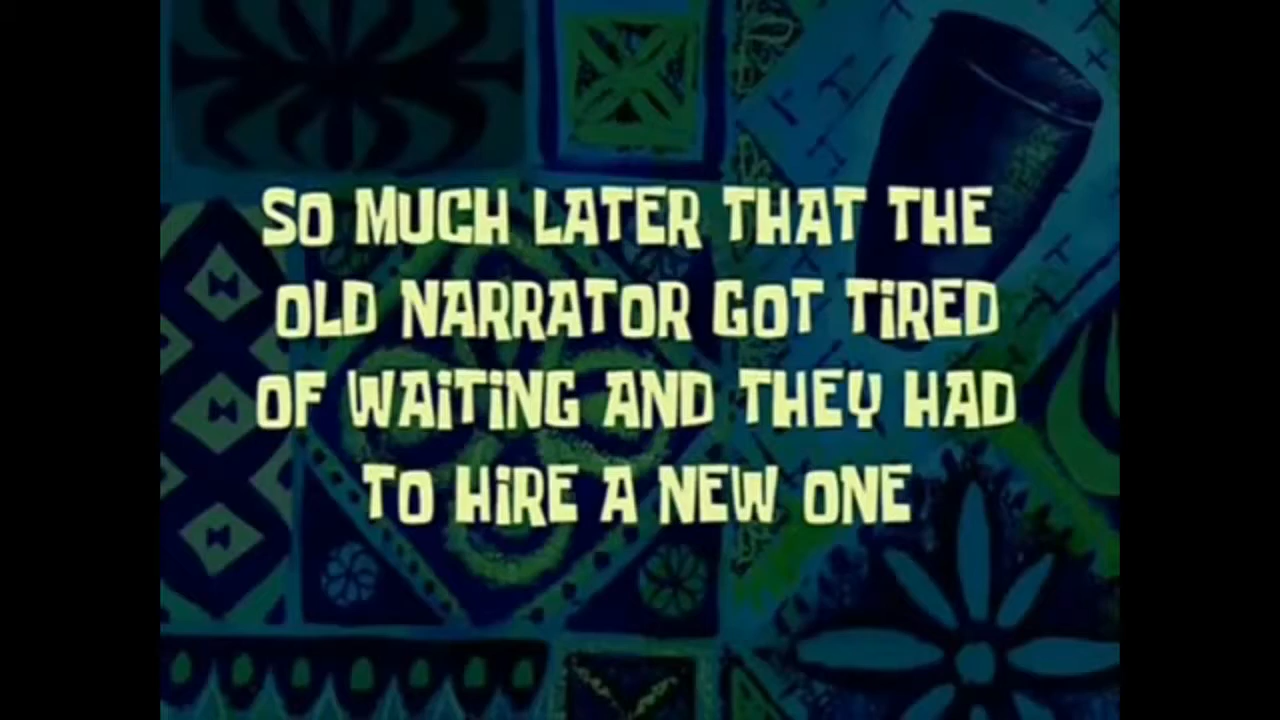 SO MUCH LATER THAT THE
OLD NARRATOR GOT TiRED
OF WAiTiNG AND THEY HAD
TO HiRE A NEW ONE